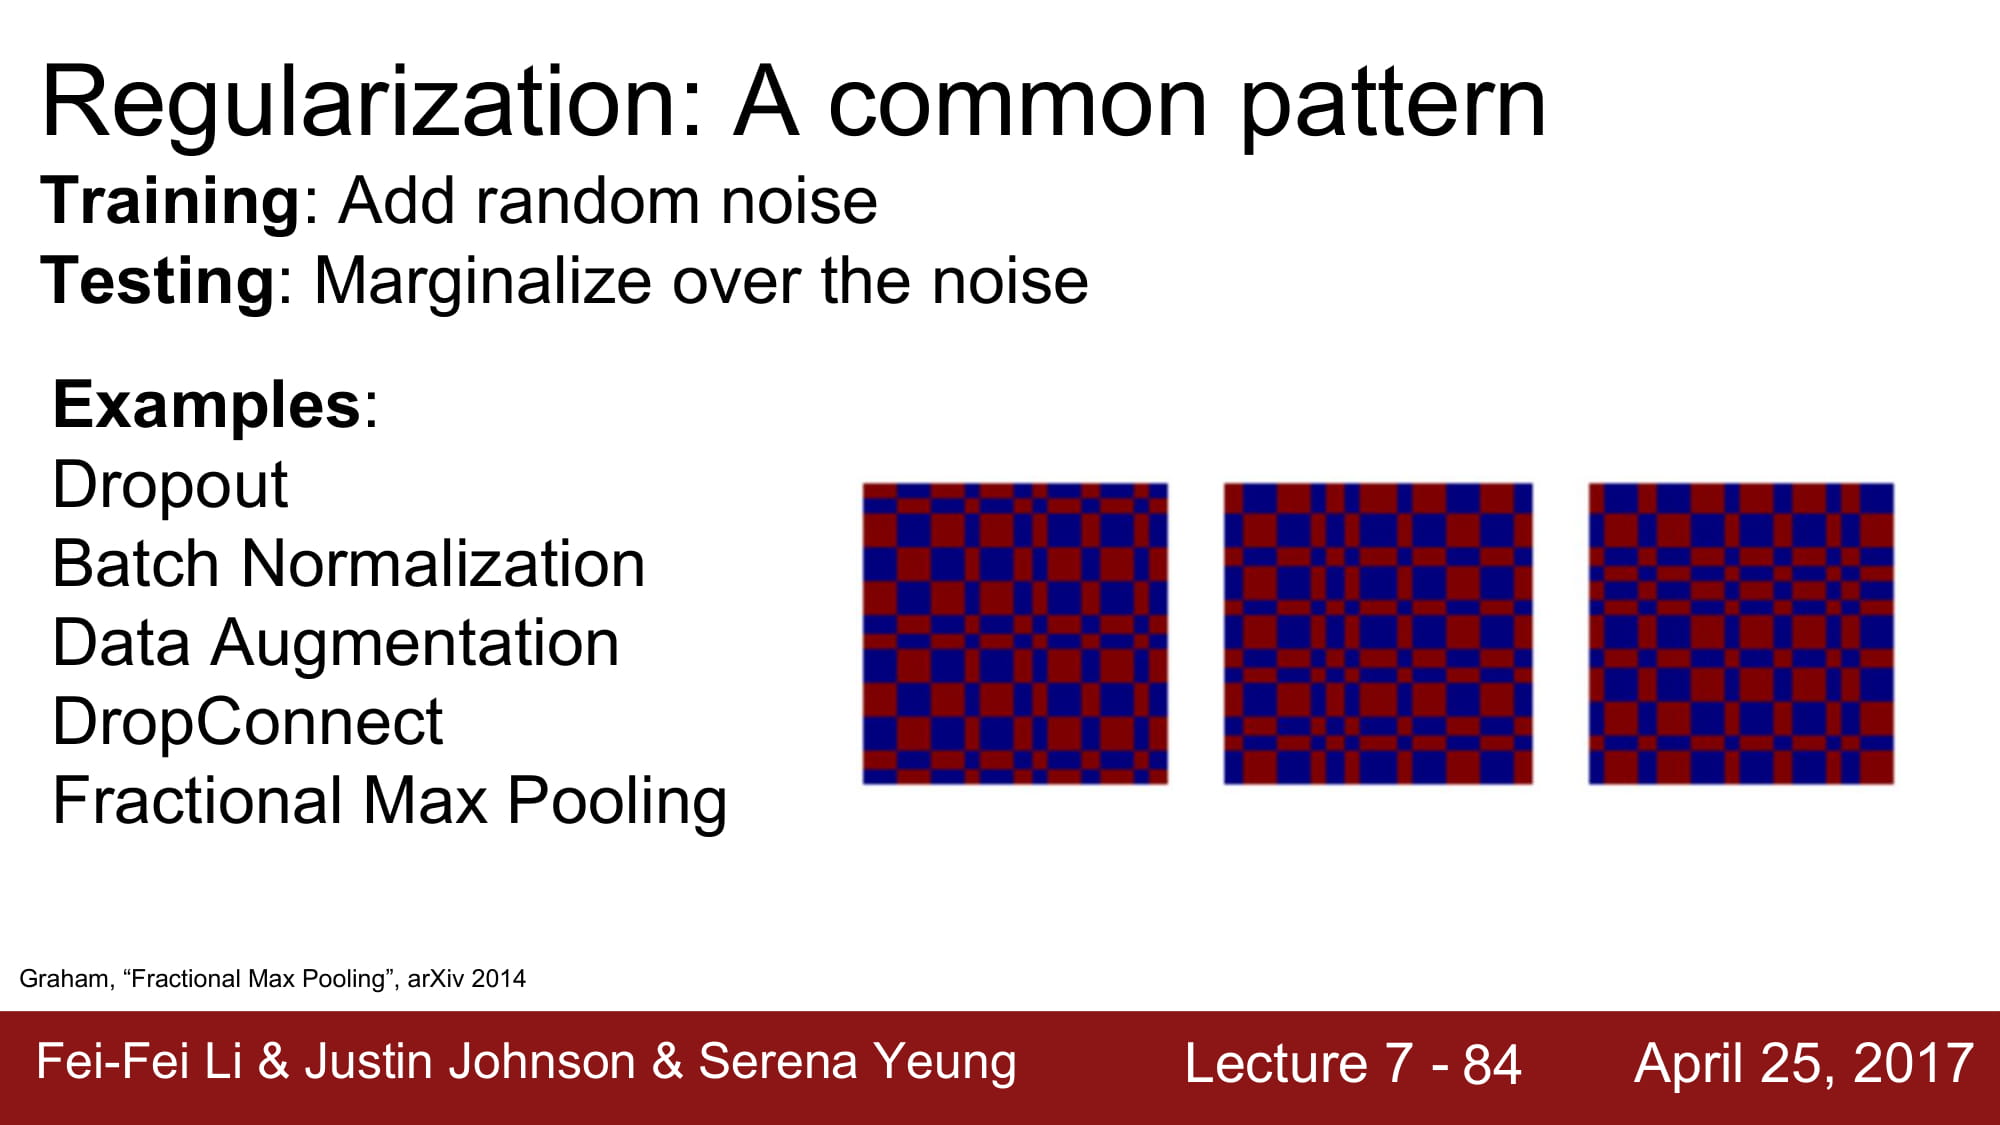 Regularization: A common pattern
Training: Add random noise
Testing: Marginalize over the noise
Examples:
Dropout
Batch Normalization
Data Augmentation
DropConnect
Fractional Max Pooling
Graham, “Fractional Max Pooling”, arXiv 2014
Fei-Fei Li & Justin Johnson & Serena Yeung Lecture 7 - 84 April 25, 2017